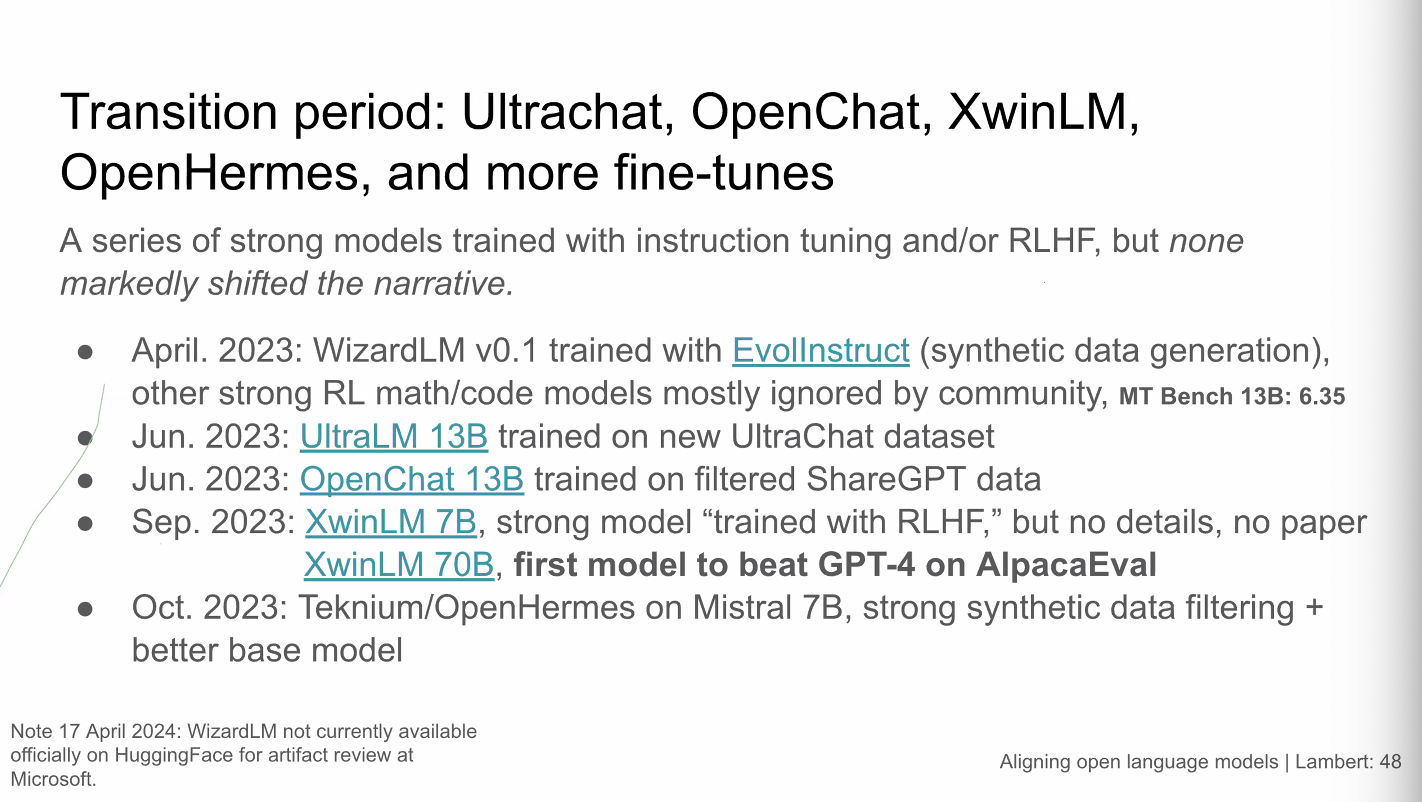 Transition period: Ultrachat, OpenChat, XwinLM,
OpenHermes, and more fine-tunes
A series of strong models trained with instruction tuning and/or RLHF, but none
markedly shifted the narrative.
● April. 2023: WizardLM v0.1 trained with EvolInstruct (synthetic data generation),
other strong RL math/code models mostly ignored by community, MT Bench 13B: 6.35
● Jun. 2023: UltraLM 13B trained on new UltraChat dataset
● Jun. 2023: OpenChat 13B trained on filtered ShareGPT data
● Sep. 2023: XwinLM 7B, strong model “trained with RLHF,” but no details, no paper
XwinLM 70B, first model to beat GPT-4 on AlpacaEval
● Oct. 2023: Teknium/OpenHermes on Mistral 7B, strong synthetic data filtering +
better base model
Note 17 April 2024: WizardLM not currently available
officially on HuggingFace for artifact review at
Microsoft.
Aligning open language models | Lambert: 48